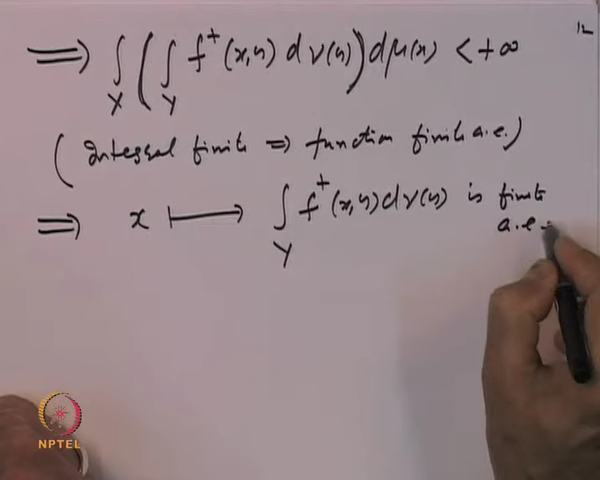 12
⟹ ∫_X ( ∫_Y f⁺(x,y) dν(y) ) dμ(x) < +∞
( Integral finite ⇒ function finite a.e. )
⟹ x ⟼ ∫_Y f⁺(x,y) dν(y) is finite
a.e.
NPTEL